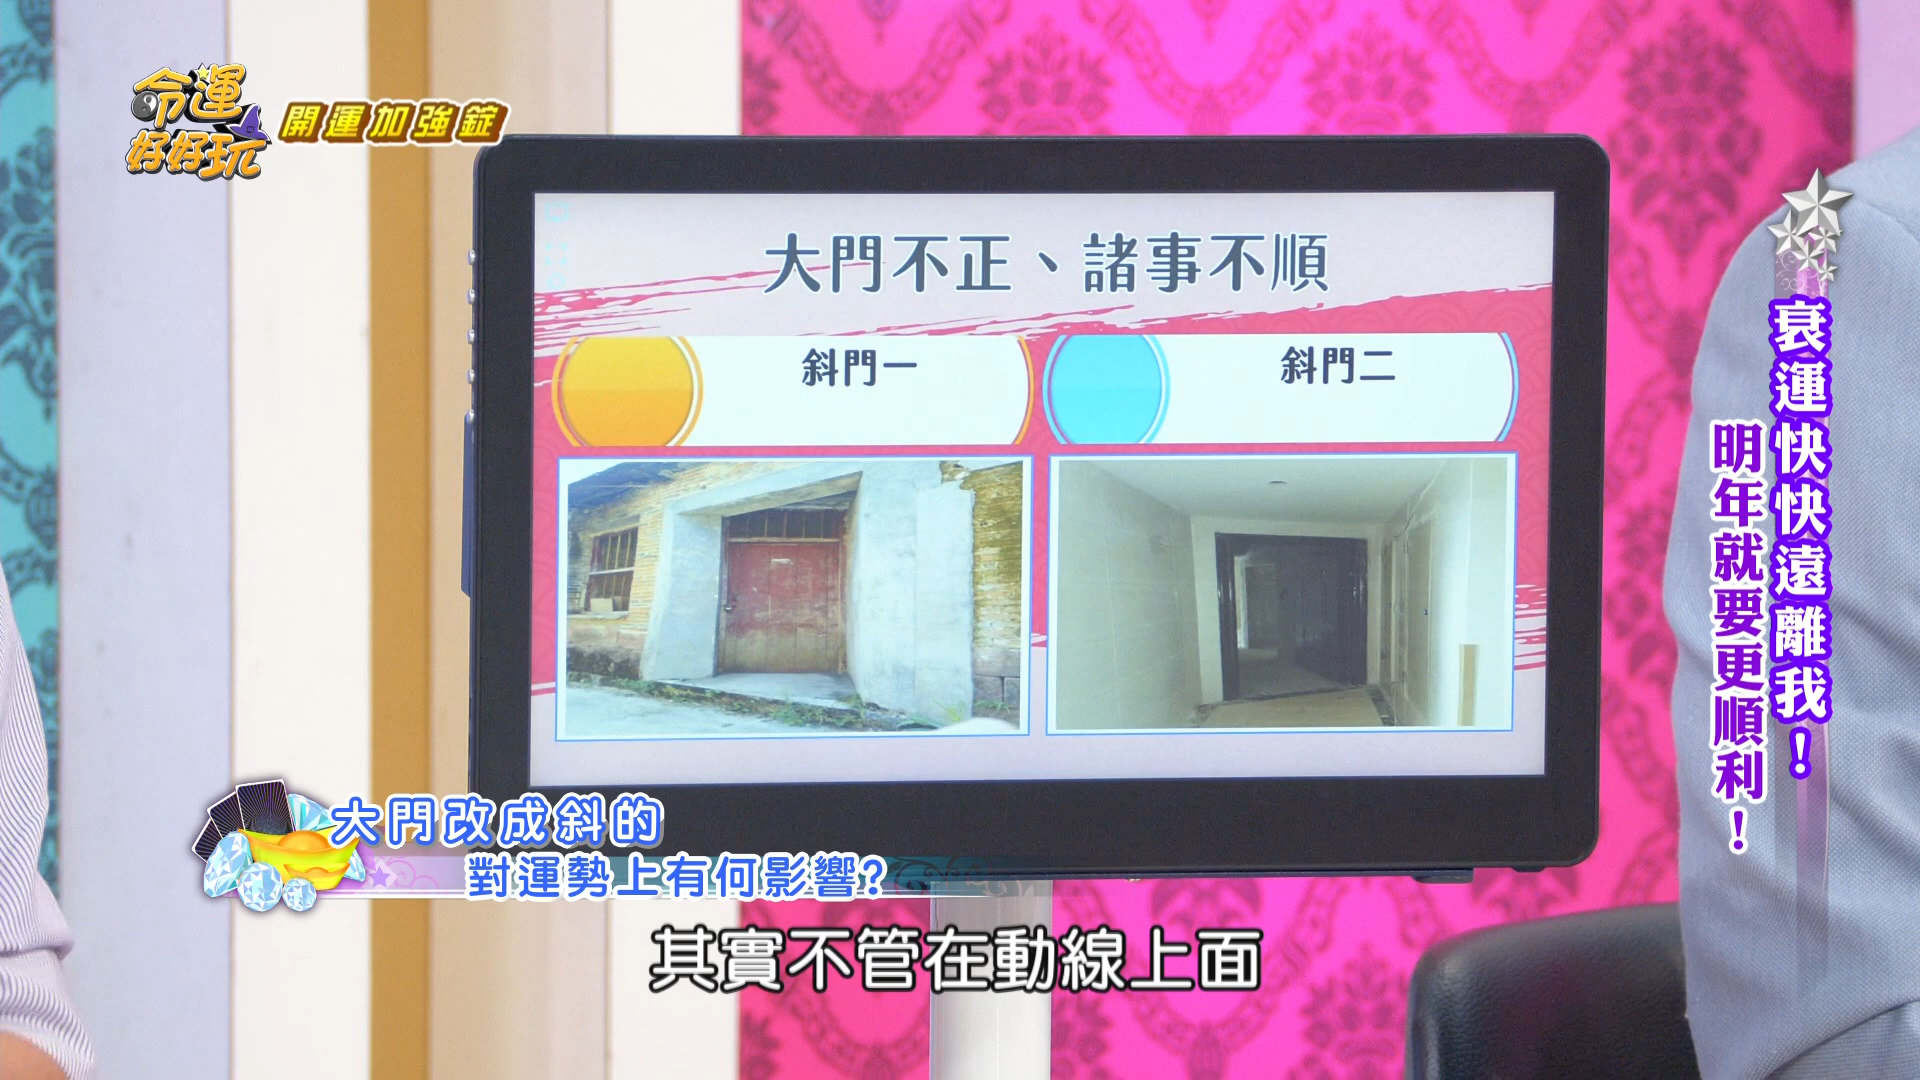 命運
好好玩
開運加強錠
大門不正、諸事不順
斜門一
斜門二
衰運快快遠離我！
明年就要更順利！
大門改成斜的
對運勢上有何影響?
其實不管在動線上面